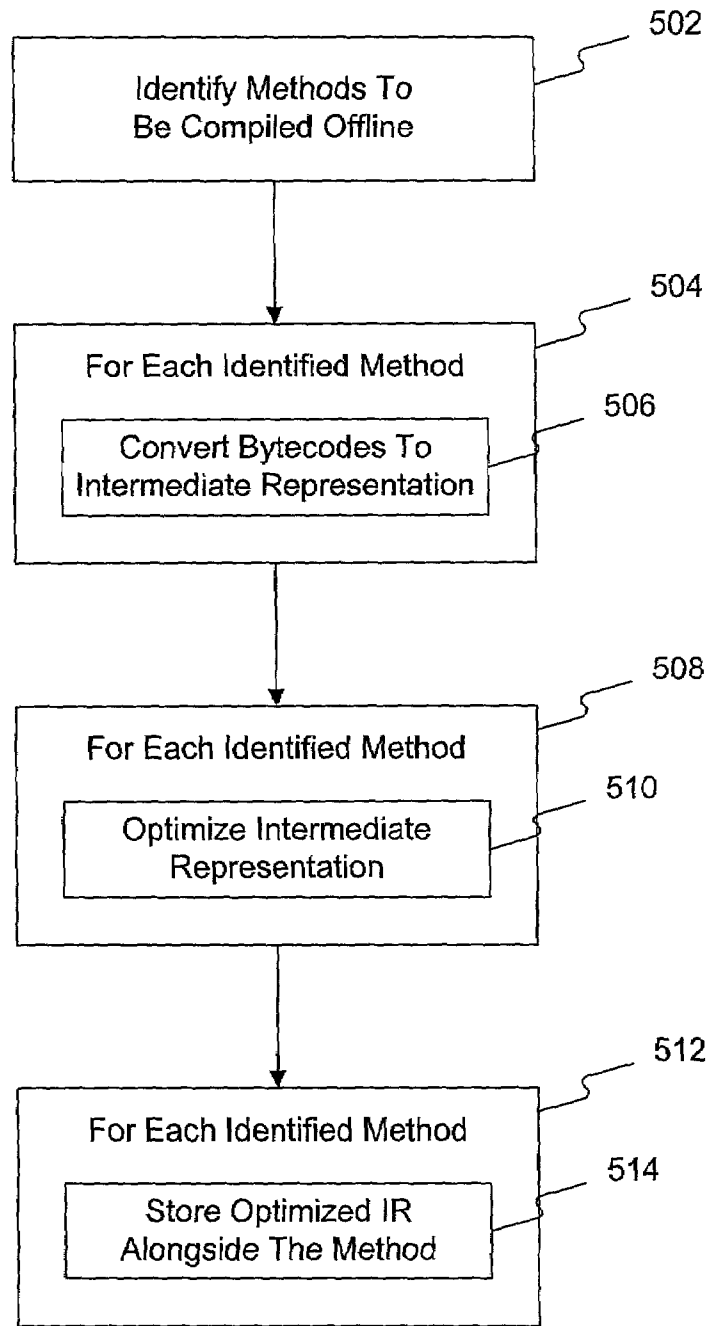 502
Identify Methods To
Be Compiled Offline
504
For Each Identified Method
506
Convert Bytecodes To
Intermediate Representation
508
For Each Identified Method
510
Optimize Intermediate
Representation
512
For Each Identified Method
514
Store Optimized IR
Alongside The Method